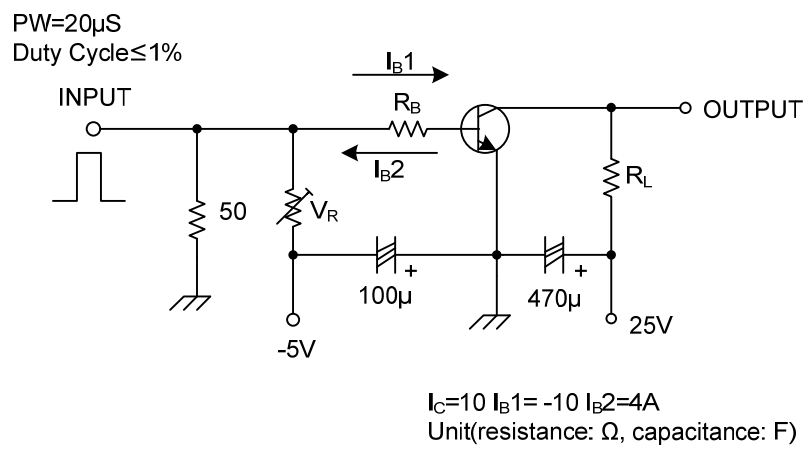 PW=20µS
Duty Cycle≤1%
INPUT
IB1
RB
OUTPUT
IB2
RL
50
VR
+
100µ
+
470µ
-5V
25V
IC=10 IB1= -10 IB2=4A
Unit(resistance: Ω, capacitance: F)